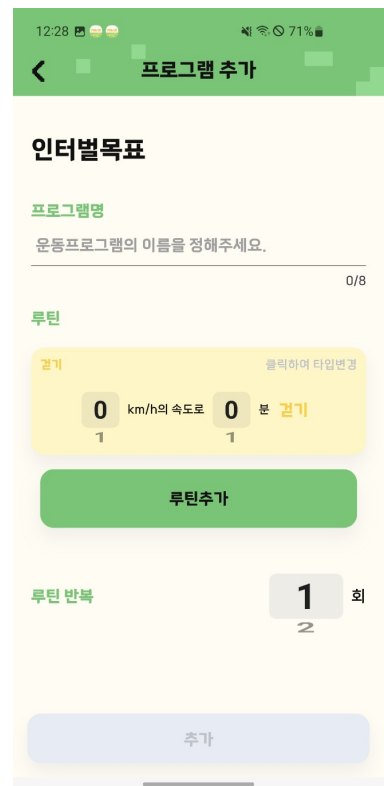 12:28 71%
프로그램 추가
인터벌목표
프로그램명
운동프로그램의 이름을 정해주세요.
0/8
루틴
걷기 클릭하여 타입변경
0 km/h의 속도로 0 분 걷기
1 1
루틴추가
루틴 반복 1 회
2
추가